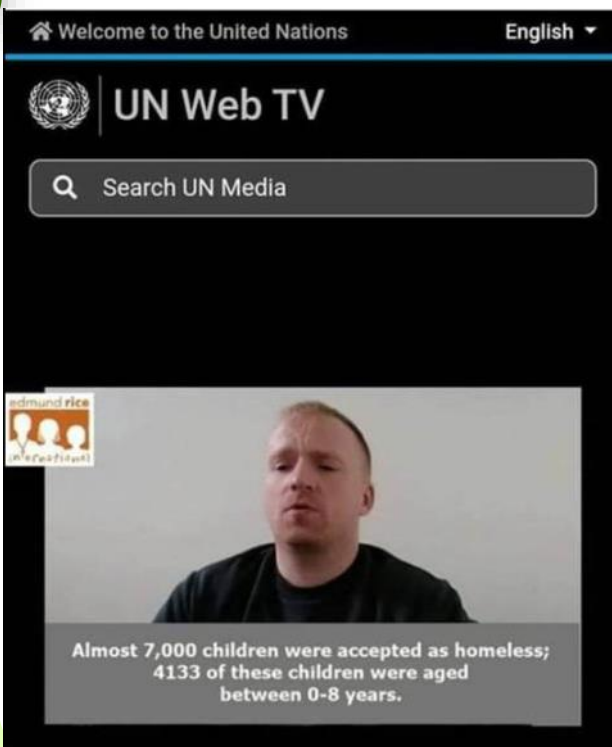 Welcome to the United Nations English
UN Web TV
Search UN Media
edmund rice
international
Almost 7,000 children were accepted as homeless;
4133 of these children were aged
between 0-8 years.